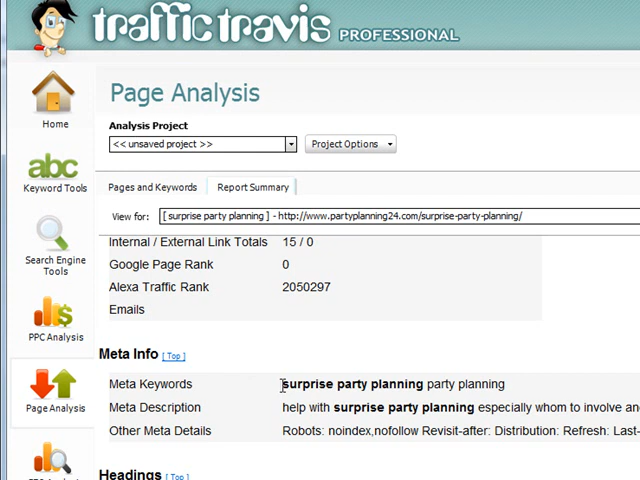 traffictravis PROFESSIONAL
Page Analysis
Home
Analysis Project
<< unsaved project >>
Project Options
abc
Keyword Tools
Pages and Keywords
Report Summary
View for:
[ surprise party planning ] - http://www.partyplanning24.com/surprise-party-planning/
Search Engine
Tools
Internal / External Link Totals 15 / 0
Google Page Rank 0
Alexa Traffic Rank 2050297
Emails
PPC Analysis
Meta Info [ Top ]
Meta Keywords surprise party planning party planning
Page Analysis
Meta Description help with surprise party planning especially whom to involve an
Other Meta Details Robots: noindex,nofollow Revisit-after: Distribution: Refresh: Last-
Headings [ Top ]